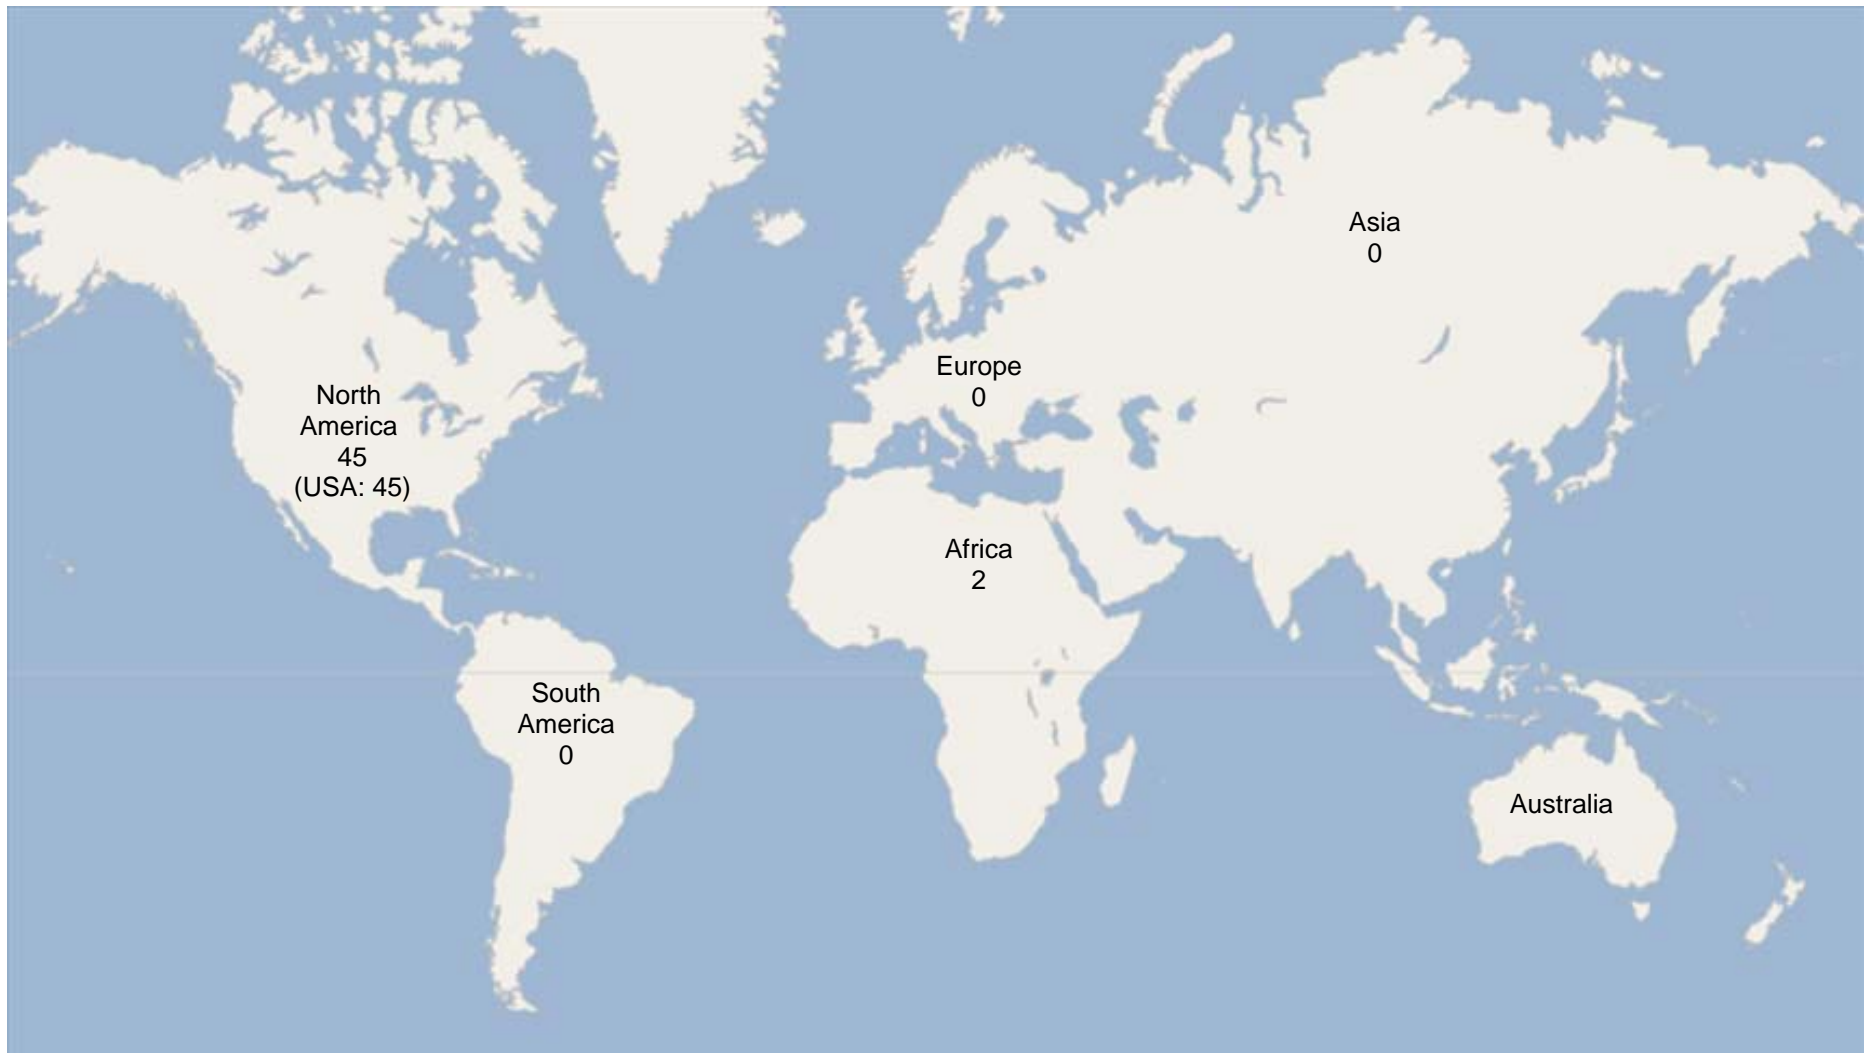 Asia
0
Europe
0
North
America
45
(USA: 45)
Africa
2
South
America
0
Australia